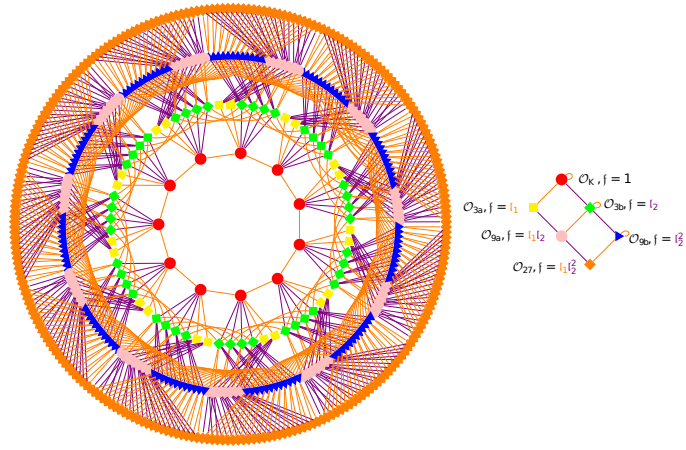 𝒪_K, 𝔣 = 1
𝒪_3a, 𝔣 = 𝔩_1
𝒪_3b, 𝔣 = 𝔩_2
𝒪_9a, 𝔣 = 𝔩_1𝔩_2
𝒪_9b, 𝔣 = 𝔩_2^2
𝒪_27, 𝔣 = 𝔩_1𝔩_2^2